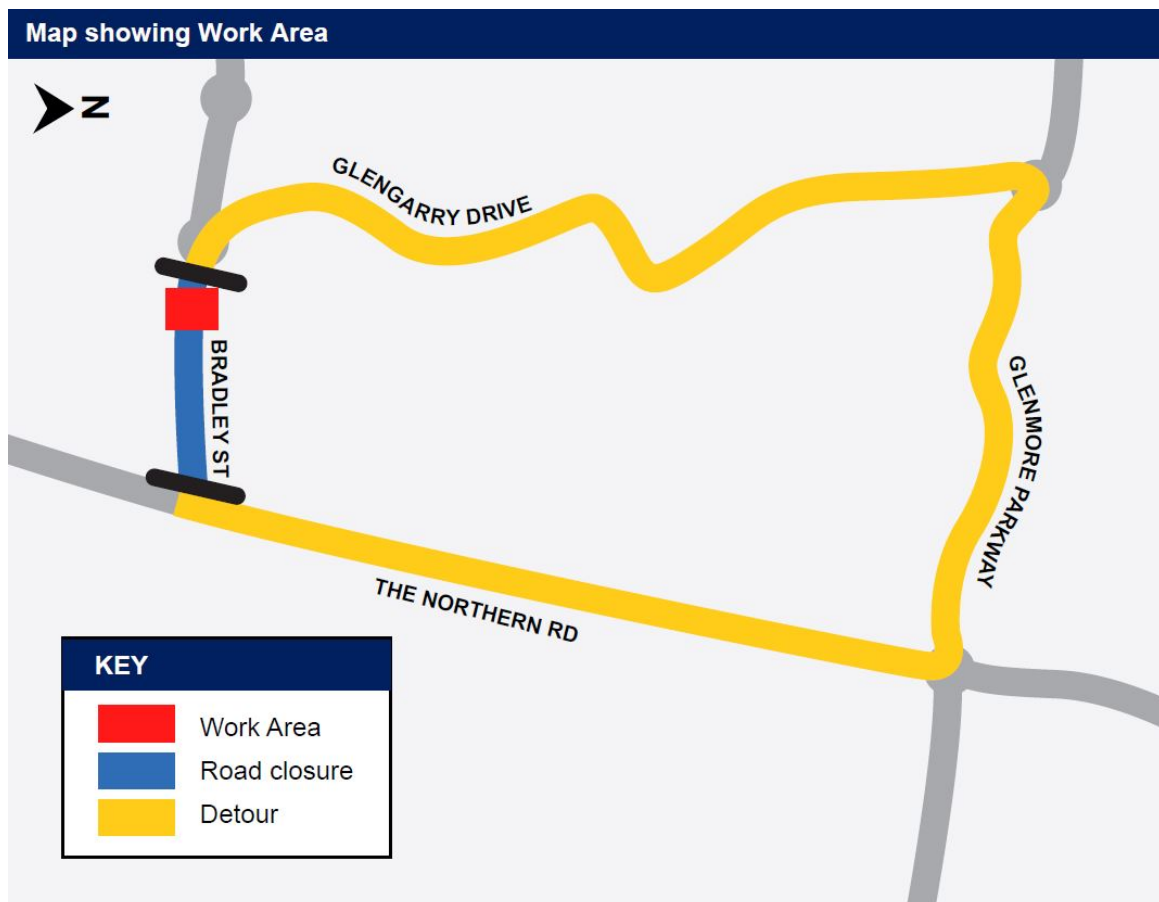 Map showing Work Area
N
GLENGARRY DRIVE
BRADLEY ST
GLENMORE PARKWAY
THE NORTHERN RD
KEY
Work Area
Road closure
Detour